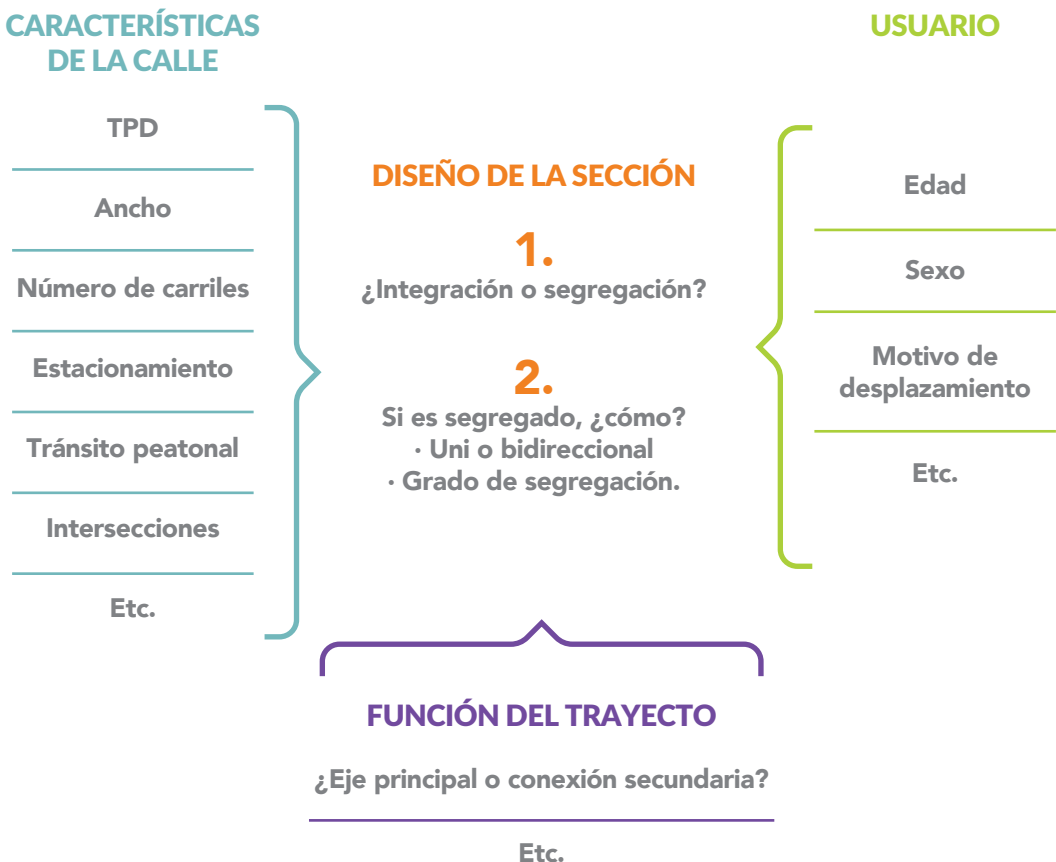 CARACTERÍSTICAS
DE LA CALLE
TPD
Ancho
Número de carriles
Estacionamiento
Tránsito peatonal
Intersecciones
Etc.
DISEÑO DE LA SECCIÓN
1.
¿Integración o segregación?
2.
Si es segregado, ¿cómo?
· Uni o bidireccional
· Grado de segregación.
USUARIO
Edad
Sexo
Motivo de
desplazamiento
Etc.
FUNCIÓN DEL TRAYECTO
¿Eje principal o conexión secundaria?
Etc.